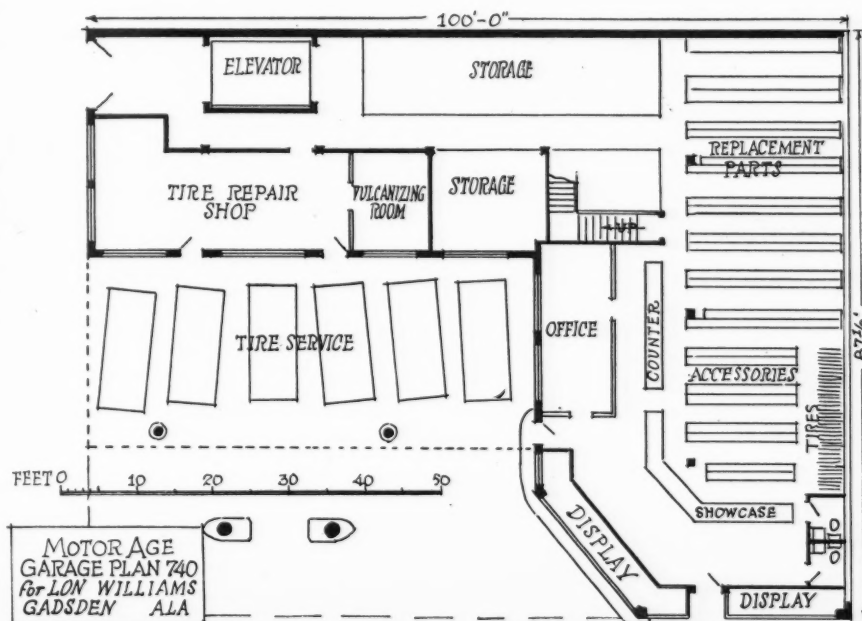 100'-0"
ELEVATOR
STORAGE
REPLACEMENT
PARTS
TIRE REPAIR
SHOP
VULCANIZING
ROOM
STORAGE
UP
OFFICE
COUNTER
TIRE SERVICE
ACCESSORIES
TIRES
FEET 0 10 20 30 40 50
SHOWCASE
DISPLAY
DISPLAY
MOTOR AGE
GARAGE PLAN 740
for LON WILLIAMS
GADSDEN ALA